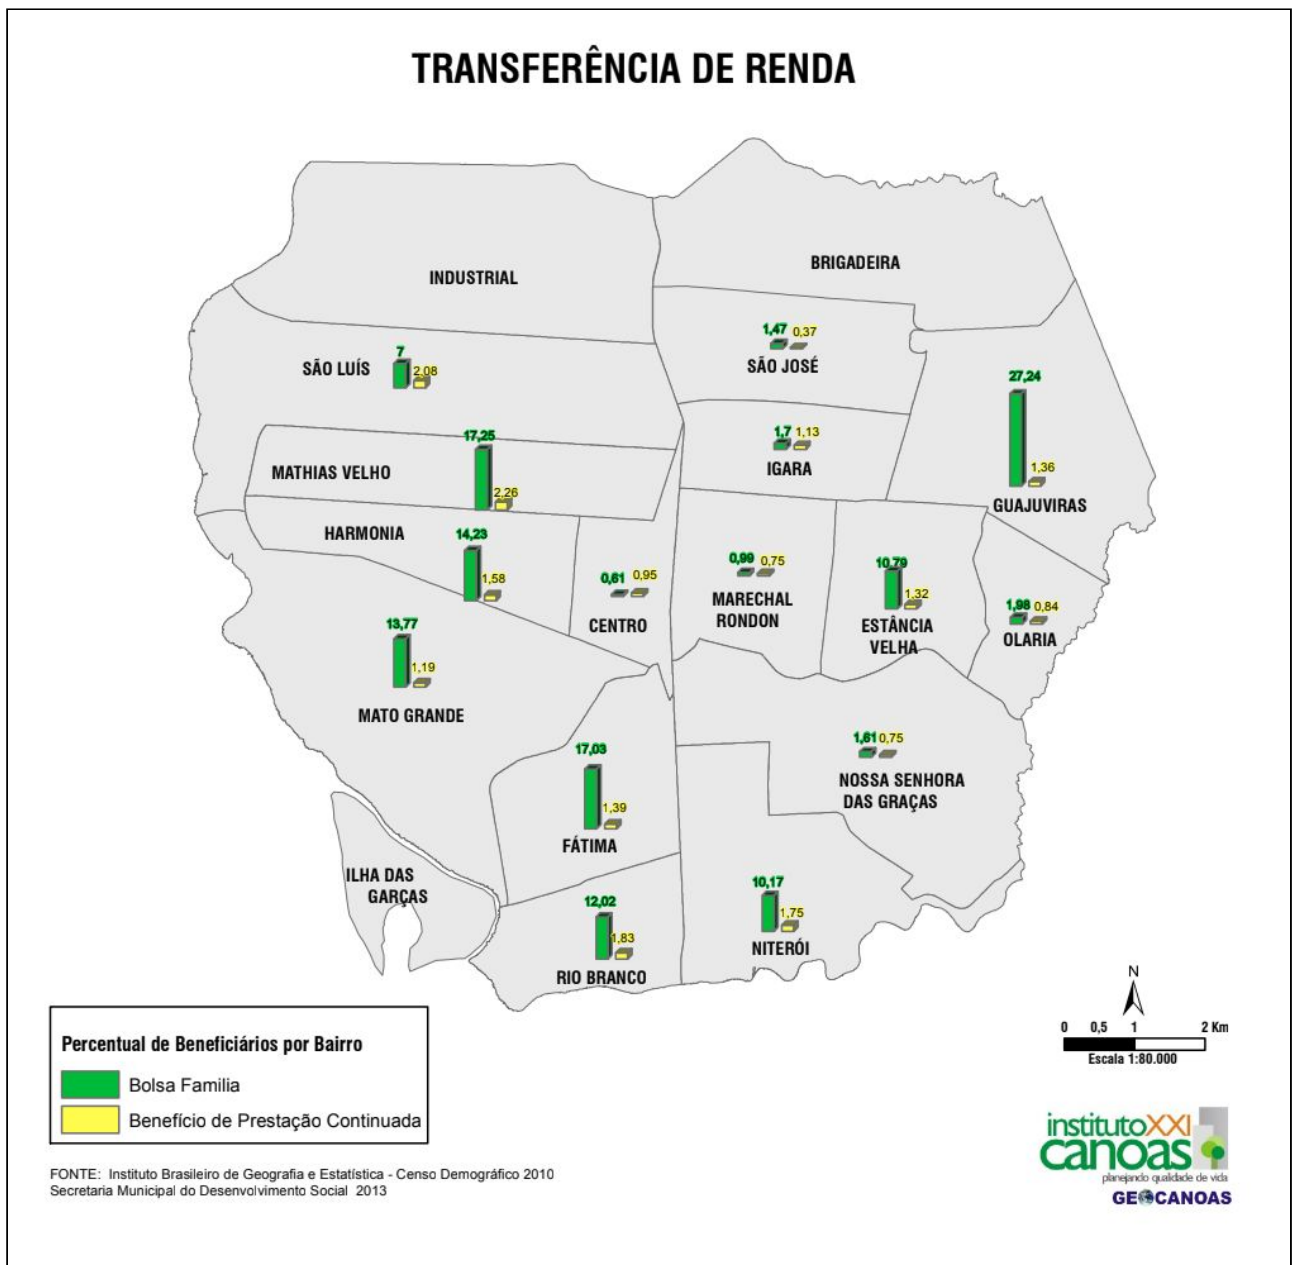 TRANSFERÊNCIA DE RENDA
BRIGADEIRA
INDUSTRIAL
1,47 0,37
SÃO JOSÉ
7
2,08
SÃO LUÍS
27,24
1,36
GUAJUVIRAS
1,7 1,13
IGARA
17,25
2,26
MATHIAS VELHO
14,23
1,58
HARMONIA
0,61 0,95
CENTRO
0,99 0,75
MARECHAL
RONDON
10,79
1,32
ESTÂNCIA
VELHA
1,98 0,84
OLARIA
13,77
1,19
MATO GRANDE
17,03
1,39
FÁTIMA
1,61 0,75
NOSSA SENHORA
DAS GRAÇAS
ILHA DAS
GARÇAS
12,02
1,83
RIO BRANCO
10,17
1,75
NITERÓI
N
0 0,5 1 2 Km
Escala 1:80.000
Percentual de Beneficiários por Bairro
Bolsa Familia
Benefício de Prestação Continuada
FONTE: Instituto Brasileiro de Geografia e Estatística - Censo Demográfico 2010
Secretaria Municipal do Desenvolvimento Social 2013
institutoXXI
canoas
planejando qualidade de vida
GEOCANOAS